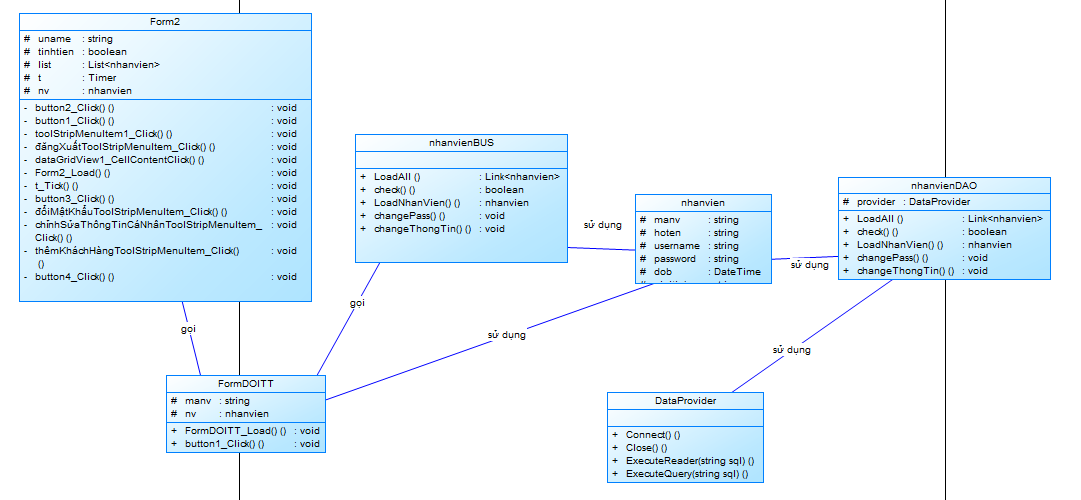 Form2
# uname : string
# tinhtien : boolean
# list : List<nhanvien>
# t : Timer
# nv : nhanvien
- button2_Click() () : void
- button1_Click() () : void
- toolStripMenuItem1_Click() () : void
- đăngXuấtToolStripMenuItem_Click() () : void
- dataGridView1_CellContentClick() () : void
- Form2_Load() () : void
- t_Tick() () : void
- button3_Click() () : void
- đổiMậtKhẩuToolStripMenuItem_Click() () : void
- chỉnhSửaThôngTinCáNhânToolStripMenuItem_
Click() () : void
- thêmKháchHàngToolStripMenuItem_Click() : void
()
- button4_Click() () : void
nhanvienBUS
+ LoadAll () : Link<nhanvien>
+ check() () : boolean
+ LoadNhanVien() () : nhanvien
+ changePass() () : void
+ changeThongTin() () : void
nhanvien
# manv : string
# hoten : string
# username : string
# password : string
# dob : DateTime
nhanvienDAO
# provider : DataProvider
+ LoadAll () : Link<nhanvien>
+ check() () : boolean
+ LoadNhanVien() () : nhanvien
+ changePass() () : void
+ changeThongTin() () : void
sử dụng
sử dụng
gọi
gọi
sử dụng
sử dụng
FormDOITT
# manv : string
# nv : nhanvien
+ FormDOITT_Load() () : void
+ button1_Click() () : void
DataProvider
+ Connect() ()
+ Close() ()
+ ExecuteReader(string sql) ()
+ ExecuteQuery(string sql) ()